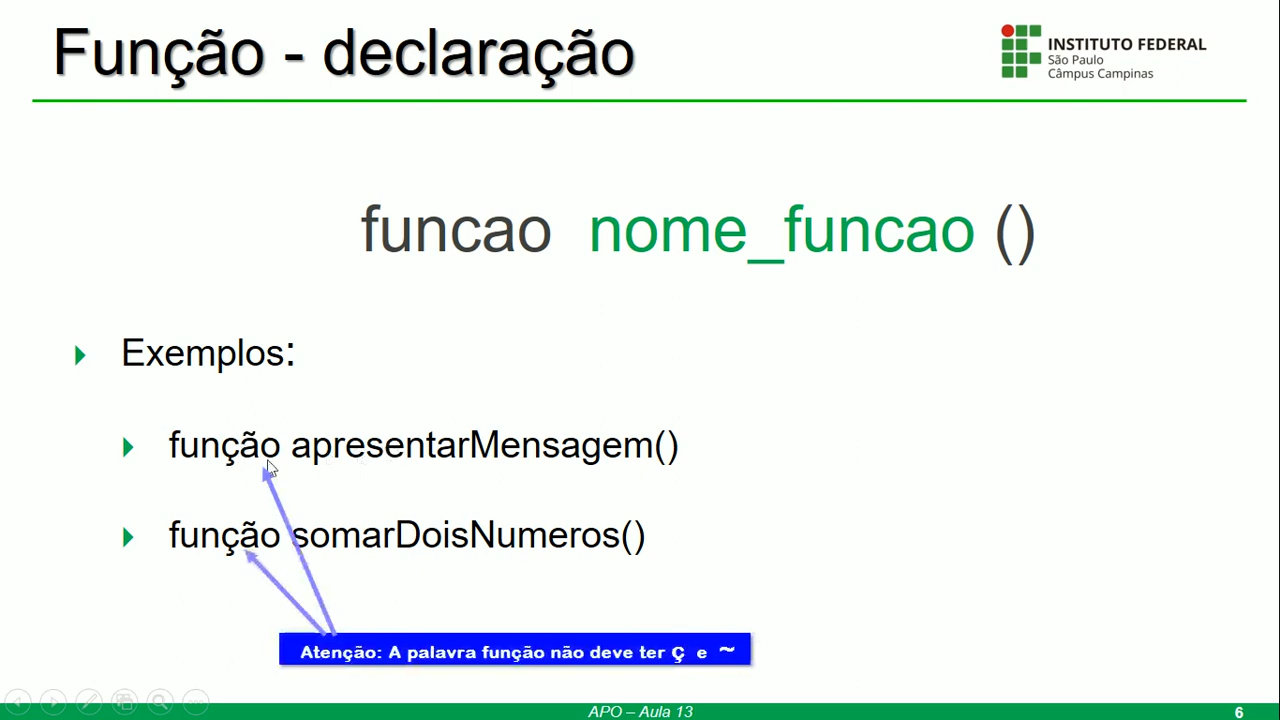 Função - declaração
INSTITUTO FEDERAL
São Paulo
Câmpus Campinas
funcao nome_funcao ()
Exemplos:
função apresentarMensagem()
função somarDoisNumeros()
Atenção: A palavra função não deve ter ç e ~
APO – Aula 13
6